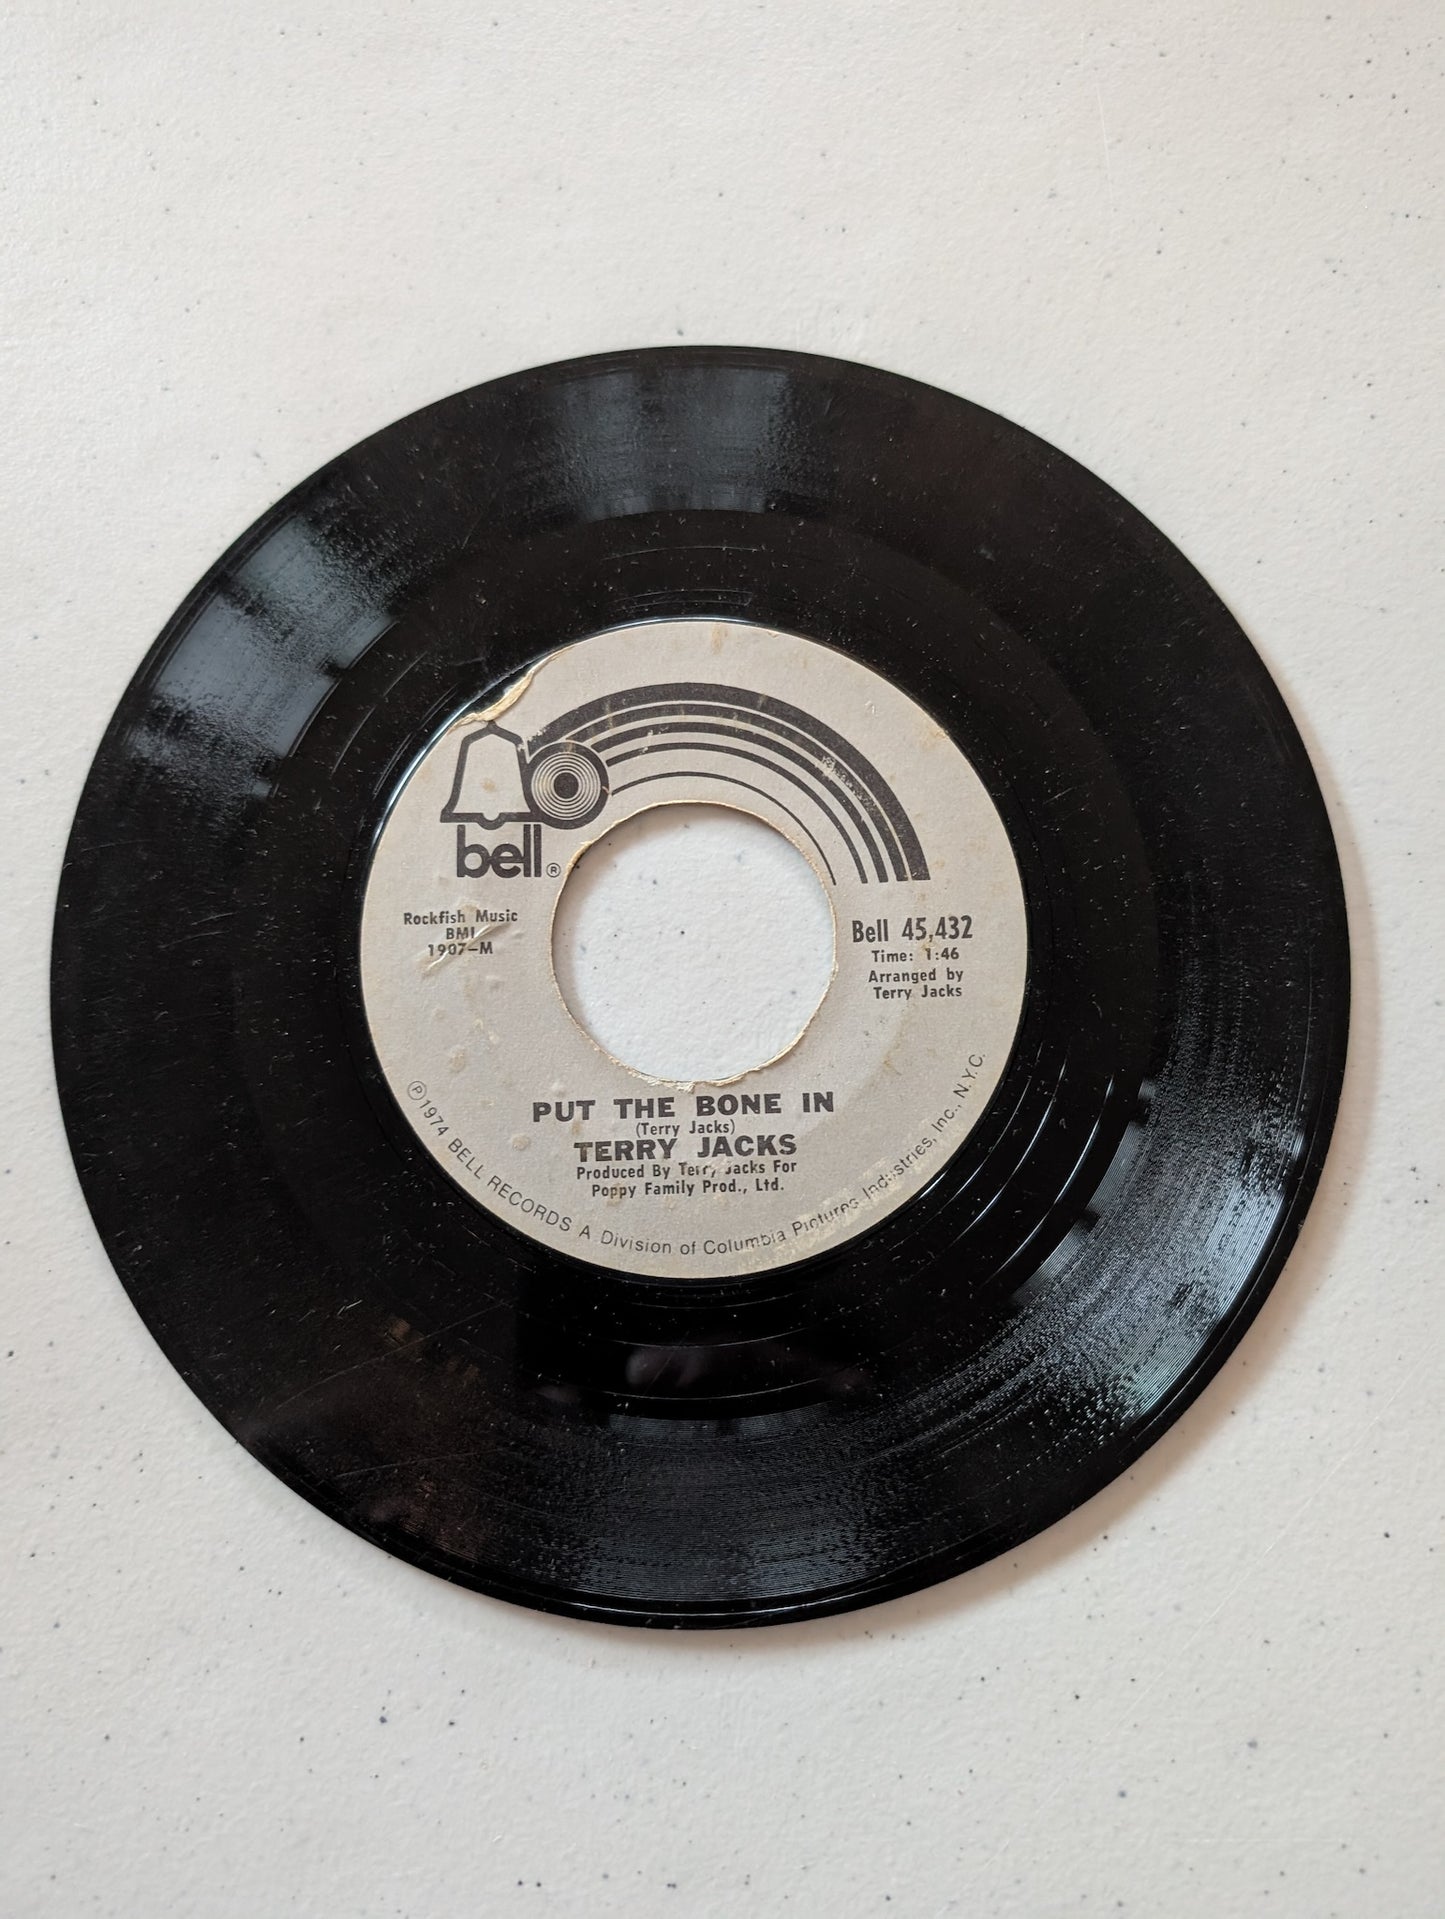 bell®
Rockfish Music
BMI
1907-M
Bell 45,432
Time: 1:46
Arranged by
Terry Jacks
PUT THE BONE IN
(Terry Jacks)
TERRY JACKS
Produced By Terry Jacks For
Poppy Family Prod., Ltd.
℗1974 BELL RECORDS A Division of Columbia Pictures Industries, Inc., N.Y.C.